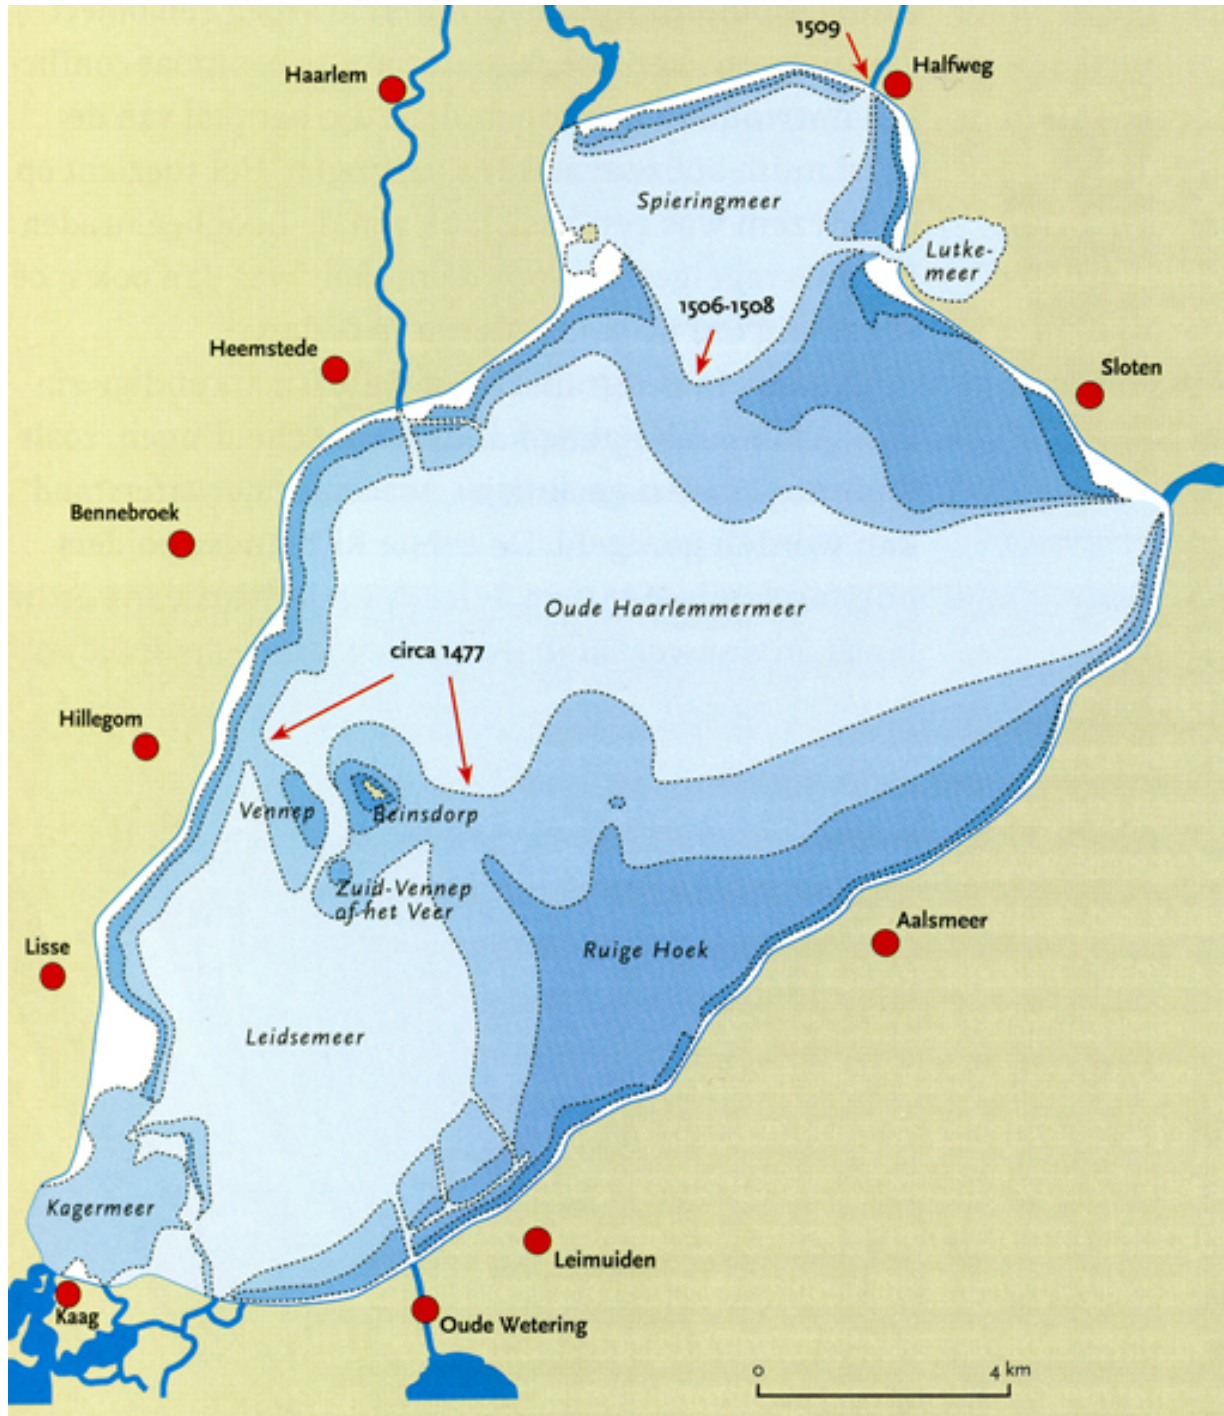 1509
Halfweg
Haarlem
Spieringmeer
Lutke-
meer
1506-1508
Heemstede
Sloten
Bennebroek
Oude Haarlemmermeer
circa 1477
Hillegom
Vennep
Beinsdorp
Zuid-Vennep
of het Veer
Aalsmeer
Lisse
Ruige Hoek
Leidsemeer
Kagermeer
Leimuiden
Kaag
Oude Wetering
0
4 km